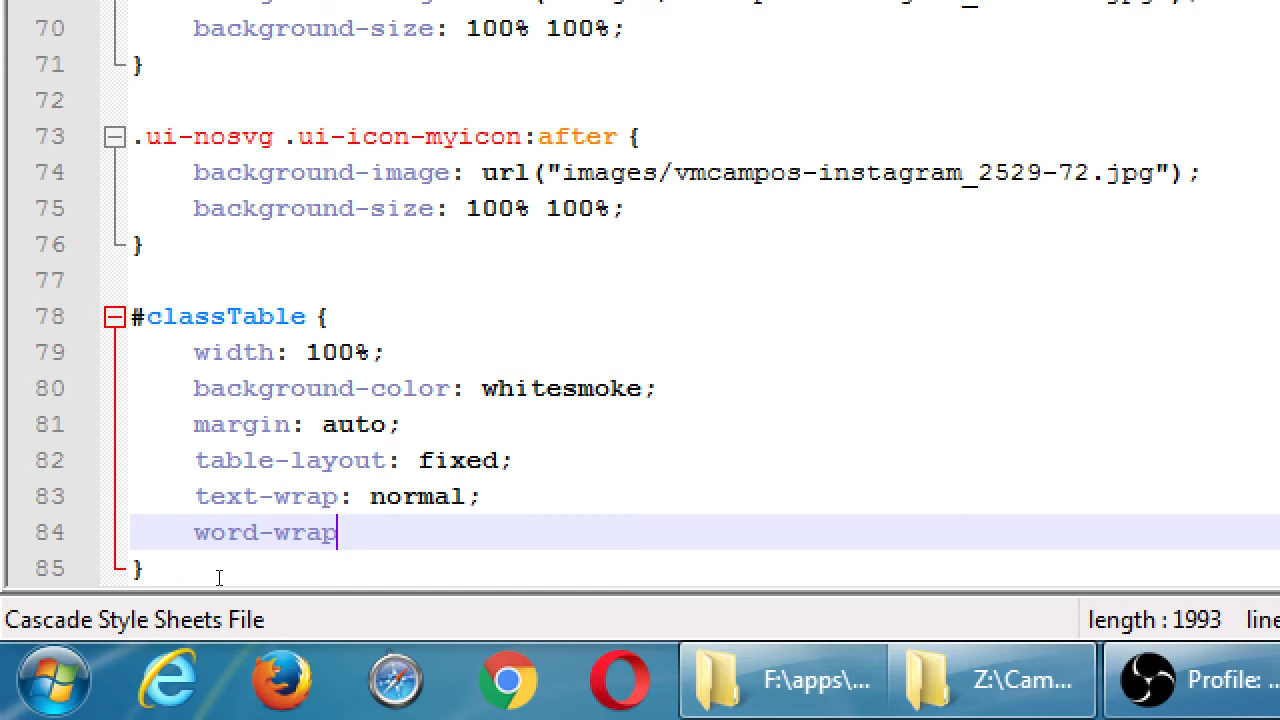 70 background-size: 100% 100%;
71 }
72
73 .ui-nosvg .ui-icon-myicon:after {
74 background-image: url("images/vmcampos-instagram_2529-72.jpg");
75 background-size: 100% 100%;
76 }
77
78 #classTable {
79 width: 100%;
80 background-color: whitesmoke;
81 margin: auto;
82 table-layout: fixed;
83 text-wrap: normal;
84 word-wrap
85 }
Cascade Style Sheets File length : 1993 line
F:\apps\... Z:\Cam... Profile: ...